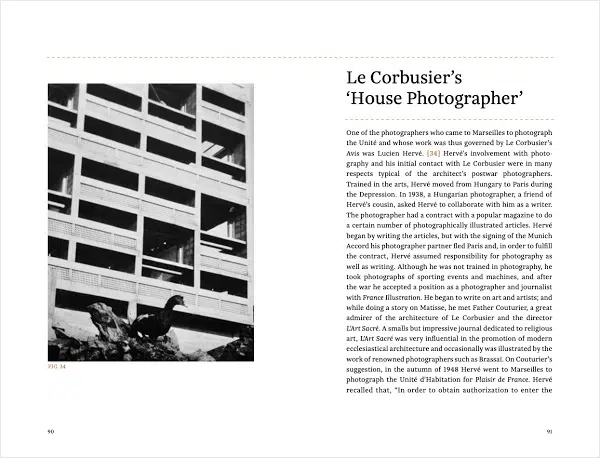 FIG. 34
90
Le Corbusier's
‘House Photographer’
One of the photographers who came to Marseilles to photograph
the Unité and whose work was thus governed by Le Corbusier's
Avis was Lucien Hervé. [34] Hervé's involvement with photo-
graphy and his initial contact with Le Corbusier were in many
respects typical of the architect's postwar photographers.
Trained in the arts, Hervé moved from Hungary to Paris during
the Depression. In 1938, a Hungarian photographer, a friend of
Hervé's cousin, asked Hervé to collaborate with him as a writer.
The photographer had a contract with a popular magazine to do
a certain number of photographically illustrated articles. Hervé
began by writing the articles, but with the signing of the Munich
Accord his photographer partner fled Paris and, in order to fulfill
the contract, Hervé assumed responsibility for photography as
well as writing. Although he was not trained in photography, he
took photographs of sporting events and machines, and after
the war he accepted a position as a photographer and journalist
with France Illustration. He began to write on art and artists; and
while doing a story on Matisse, he met Father Couturier, a great
admirer of the architecture of Le Corbusier and the director
L'Art Sacré. A smalls but impressive journal dedicated to religious
art, L'Art Sacré was very influential in the promotion of modern
ecclesiastical architecture and occasionally was illustrated by the
work of renowned photographers such as Brassaï. On Couturier's
suggestion, in the autumn of 1948 Hervé went to Marseilles to
photograph the Unité d'Habitation for Plaisir de France. Hervé
recalled that, “In order to obtain authorization to enter the
91